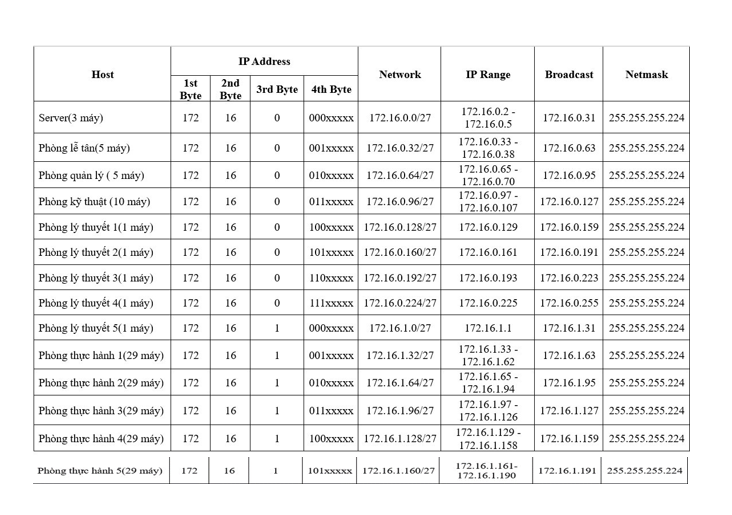 Host IP Address Network IP Range Broadcast Netmask
1st Byte 2nd Byte 3rd Byte 4th Byte
Server(3 máy) 172 16 0 000xxxxx 172.16.0.0/27 172.16.0.2 - 172.16.0.5 172.16.0.31 255.255.255.224
Phòng lễ tân(5 máy) 172 16 0 001xxxxx 172.16.0.32/27 172.16.0.33 - 172.16.0.38 172.16.0.63 255.255.255.224
Phòng quản lý ( 5 máy) 172 16 0 010xxxxx 172.16.0.64/27 172.16.0.65 - 172.16.0.70 172.16.0.95 255.255.255.224
Phòng kỹ thuật (10 máy) 172 16 0 011xxxxx 172.16.0.96/27 172.16.0.97 - 172.16.0.107 172.16.0.127 255.255.255.224
Phòng lý thuyết 1(1 máy) 172 16 0 100xxxxx 172.16.0.128/27 172.16.0.129 172.16.0.159 255.255.255.224
Phòng lý thuyết 2(1 máy) 172 16 0 101xxxxx 172.16.0.160/27 172.16.0.161 172.16.0.191 255.255.255.224
Phòng lý thuyết 3(1 máy) 172 16 0 110xxxxx 172.16.0.192/27 172.16.0.193 172.16.0.223 255.255.255.224
Phòng lý thuyết 4(1 máy) 172 16 0 111xxxxx 172.16.0.224/27 172.16.0.225 172.16.0.255 255.255.255.224
Phòng lý thuyết 5(1 máy) 172 16 1 000xxxxx 172.16.1.0/27 172.16.1.1 172.16.1.31 255.255.255.224
Phòng thực hành 1(29 máy) 172 16 1 001xxxxx 172.16.1.32/27 172.16.1.33 - 172.16.1.62 172.16.1.63 255.255.255.224
Phòng thực hành 2(29 máy) 172 16 1 010xxxxx 172.16.1.64/27 172.16.1.65 - 172.16.1.94 172.16.1.95 255.255.255.224
Phòng thực hành 3(29 máy) 172 16 1 011xxxxx 172.16.1.96/27 172.16.1.97 - 172.16.1.126 172.16.1.127 255.255.255.224
Phòng thực hành 4(29 máy) 172 16 1 100xxxxx 172.16.1.128/27 172.16.1.129 - 172.16.1.158 172.16.1.159 255.255.255.224
Phòng thực hành 5(29 máy) 172 16 1 101xxxxx 172.16.1.160/27 172.16.1.161- 172.16.1.190 172.16.1.191 255.255.255.224